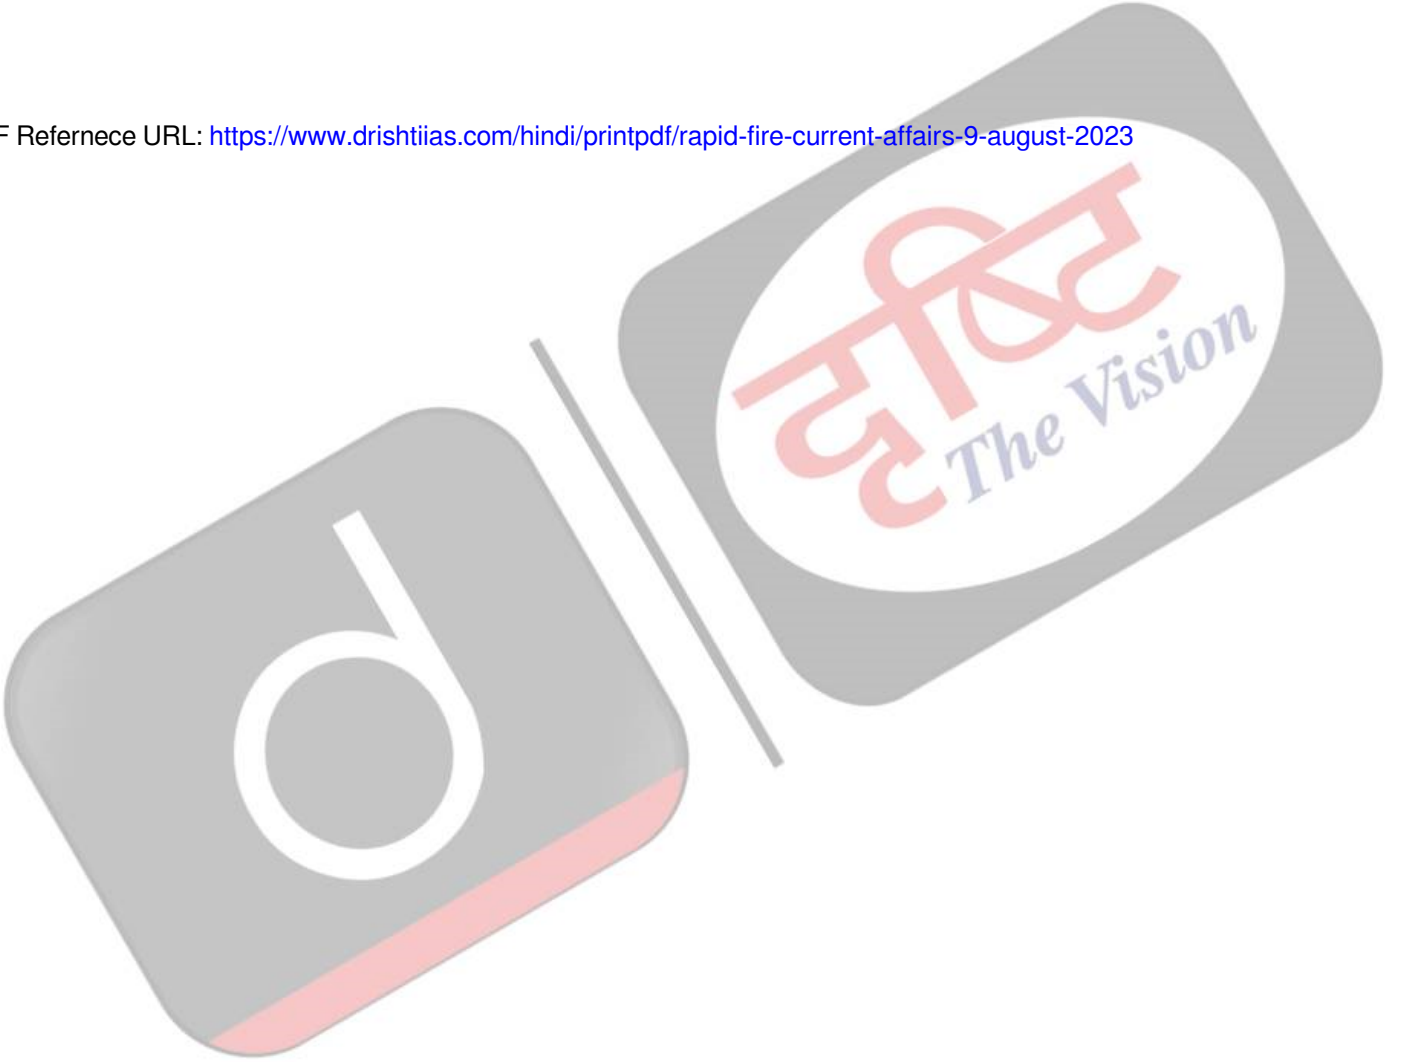 F Refernece URL: https://www.drishtiias.com/hindi/printpdf/rapid-fire-current-affairs-9-august-2023
दृष्टि
The Vision
d